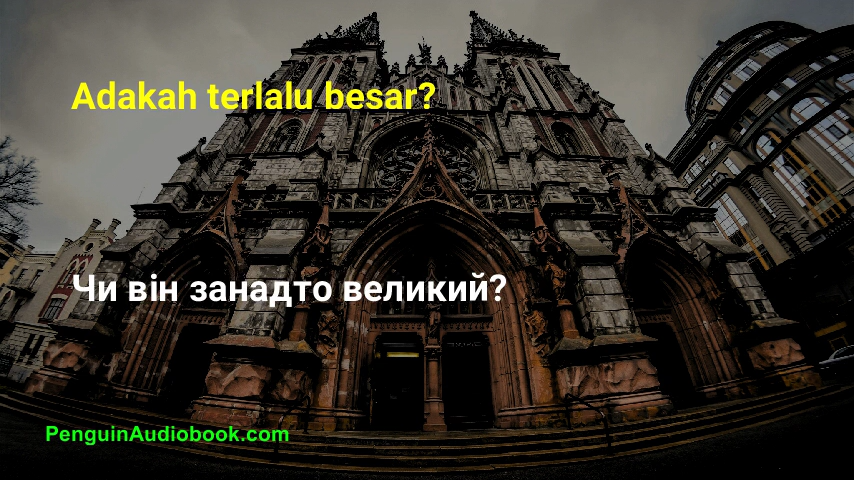 Adakah terlalu besar?
Чи він занадто великий?
PenguinAudiobook.com